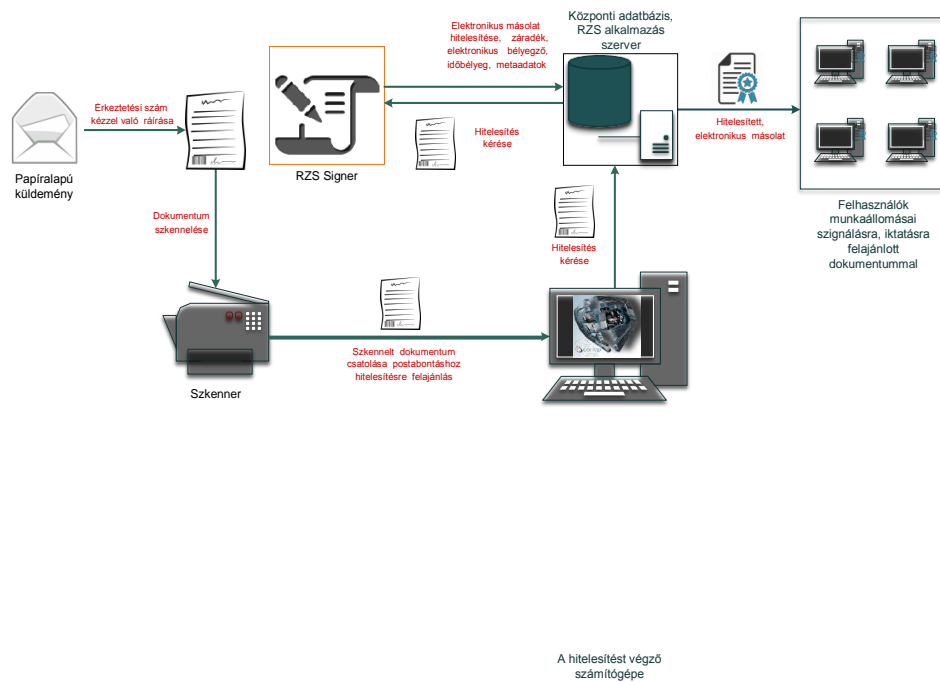 Elektronikus másolat
hitelesítése, záradék,
elektronikus bélyegző,
időbélyeg, metaadatok
Központi adatbázis,
RZS alkalmazás
szerver
Érkeztetési szám
kézzel való ráírása
Hitelesítés
kérése
Hitelesített,
elektronikus másolat
Papíralapú
küldemény
RZS Signer
Felhasználók
munkaállomásai
szignálásra, iktatásra
felajánlott
dokumentummal
Dokumentum
szkennelése
Hitelesítés
kérése
Szkennelt dokumentum
csatolása postabontáshoz
hitelesítésre felajánlás
Szkenner
A hitelesítést végző
számítógépe